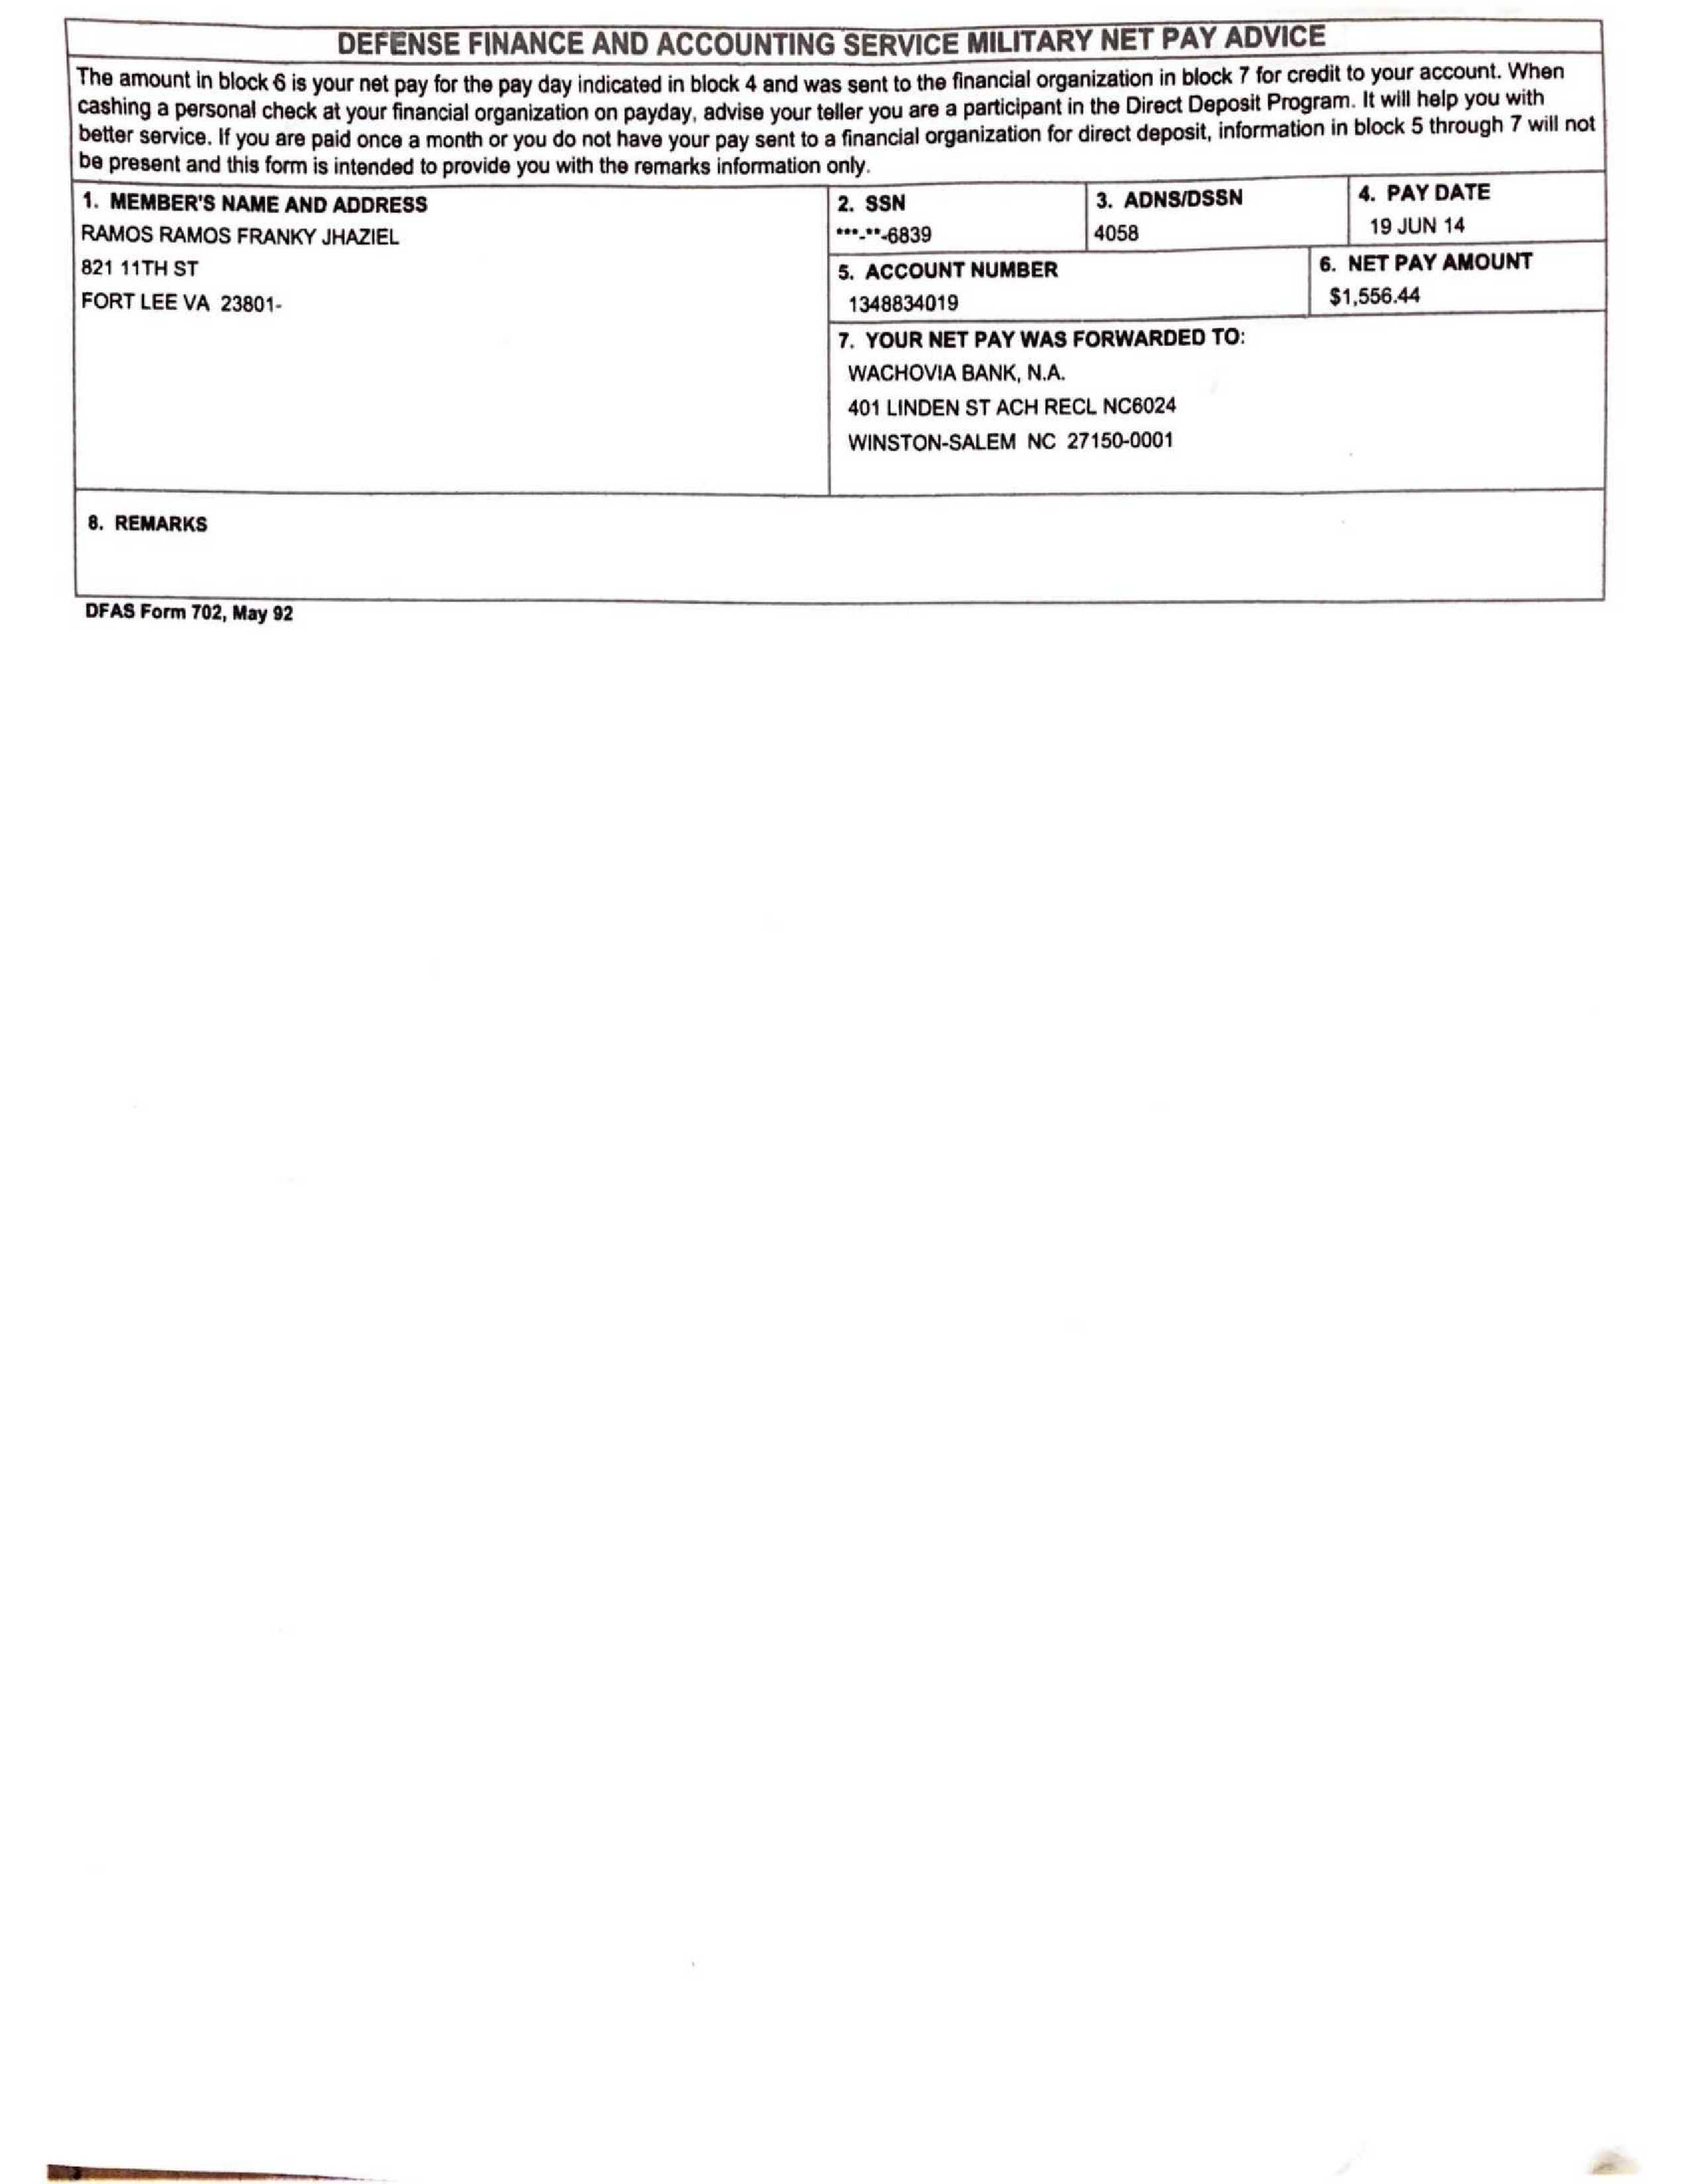 DEFENSE FINANCE AND ACCOUNTING SERVICE MILITARY NET PAY ADVICE
The amount in block 6 is your net pay for the pay day indicated in block 4 and was sent to the financial organization in block 7 for credit to your account. When
cashing a personal check at your financial organization on payday, advise your teller you are a participant in the Direct Deposit Program. It will help you with
better service. If you are paid once a month or you do not have your pay sent to a financial organization for direct deposit, information in block 5 through 7 will not
be present and this form is intended to provide you with the remarks information only.
1. MEMBER'S NAME AND ADDRESS
RAMOS RAMOS FRANKY JHAZIEL
821 11TH ST
FORT LEE VA 23801-
2. SSN
***-**-6839
3. ADNS/DSSN
4058
4. PAY DATE
19 JUN 14
5. ACCOUNT NUMBER
1348834019
6. NET PAY AMOUNT
$1,556.44
7. YOUR NET PAY WAS FORWARDED TO:
WACHOVIA BANK, N.A.
401 LINDEN ST ACH RECL NC6024
WINSTON-SALEM NC 27150-0001
8. REMARKS
DFAS Form 702, May 92